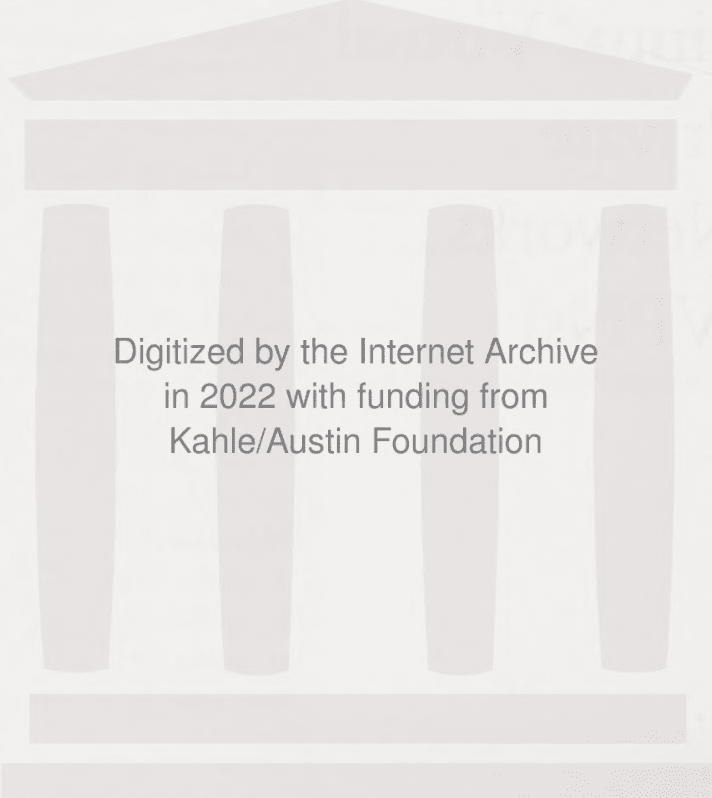 Digitized by the Internet Archive
in 2022 with funding from
Kahle/Austin Foundation